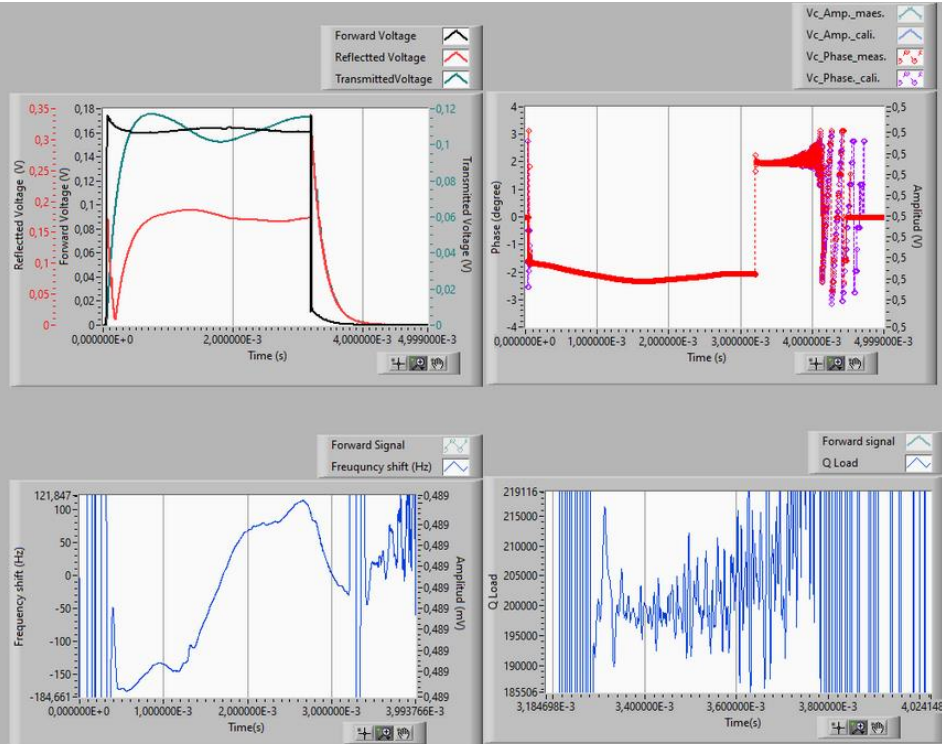 Forward Voltage
Reflectted Voltage
TransmittedVoltage
Reflectted Voltage (V)
0,35
0,3
0,25
0,2
0,15
0,1
0,05
0
Forward Voltage (V)
0,18
0,16
0,14
0,12
0,1
0,08
0,06
0,04
0,02
0
0,12
0,1
0,08
0,06
0,04
0,02
0
Transmitted Voltage (V)
0,000000E+0 2,000000E-3 4,000000E-3 4,999000E-3
Time (s)
Vc_Amp._maes.
Vc_Amp._cali.
Vc_Phase_meas.
Vc_Phase._cali.
Phase (degree)
4
3
2
1
0
-1
-2
-3
-4
0,5
0,5
0,5
0,5
0,5
0,5
0,5
0,5
0,5
Amplitud (V)
0,000000E+0 1,000000E-3 2,000000E-3 3,000000E-3 4,000000E-3 4,999000E-3
Time (s)
Forward Signal
Freuquncy shift (Hz)
Frequency shift (Hz)
121,847
100
50
0
-50
-100
-150
-184,661
0,489
0,489
0,489
0,489
0,489
0,489
0,489
0,489
0,489
Amplitud (mV)
0,000000E+0 1,000000E-3 2,000000E-3 3,000000E-3 3,993766E-3
Time(s)
Forward signal
Q Load
Q Load
219116
215000
210000
205000
200000
195000
190000
185506
3,184698E-3 3,400000E-3 3,600000E-3 3,800000E-3 4,024148
Time(s)